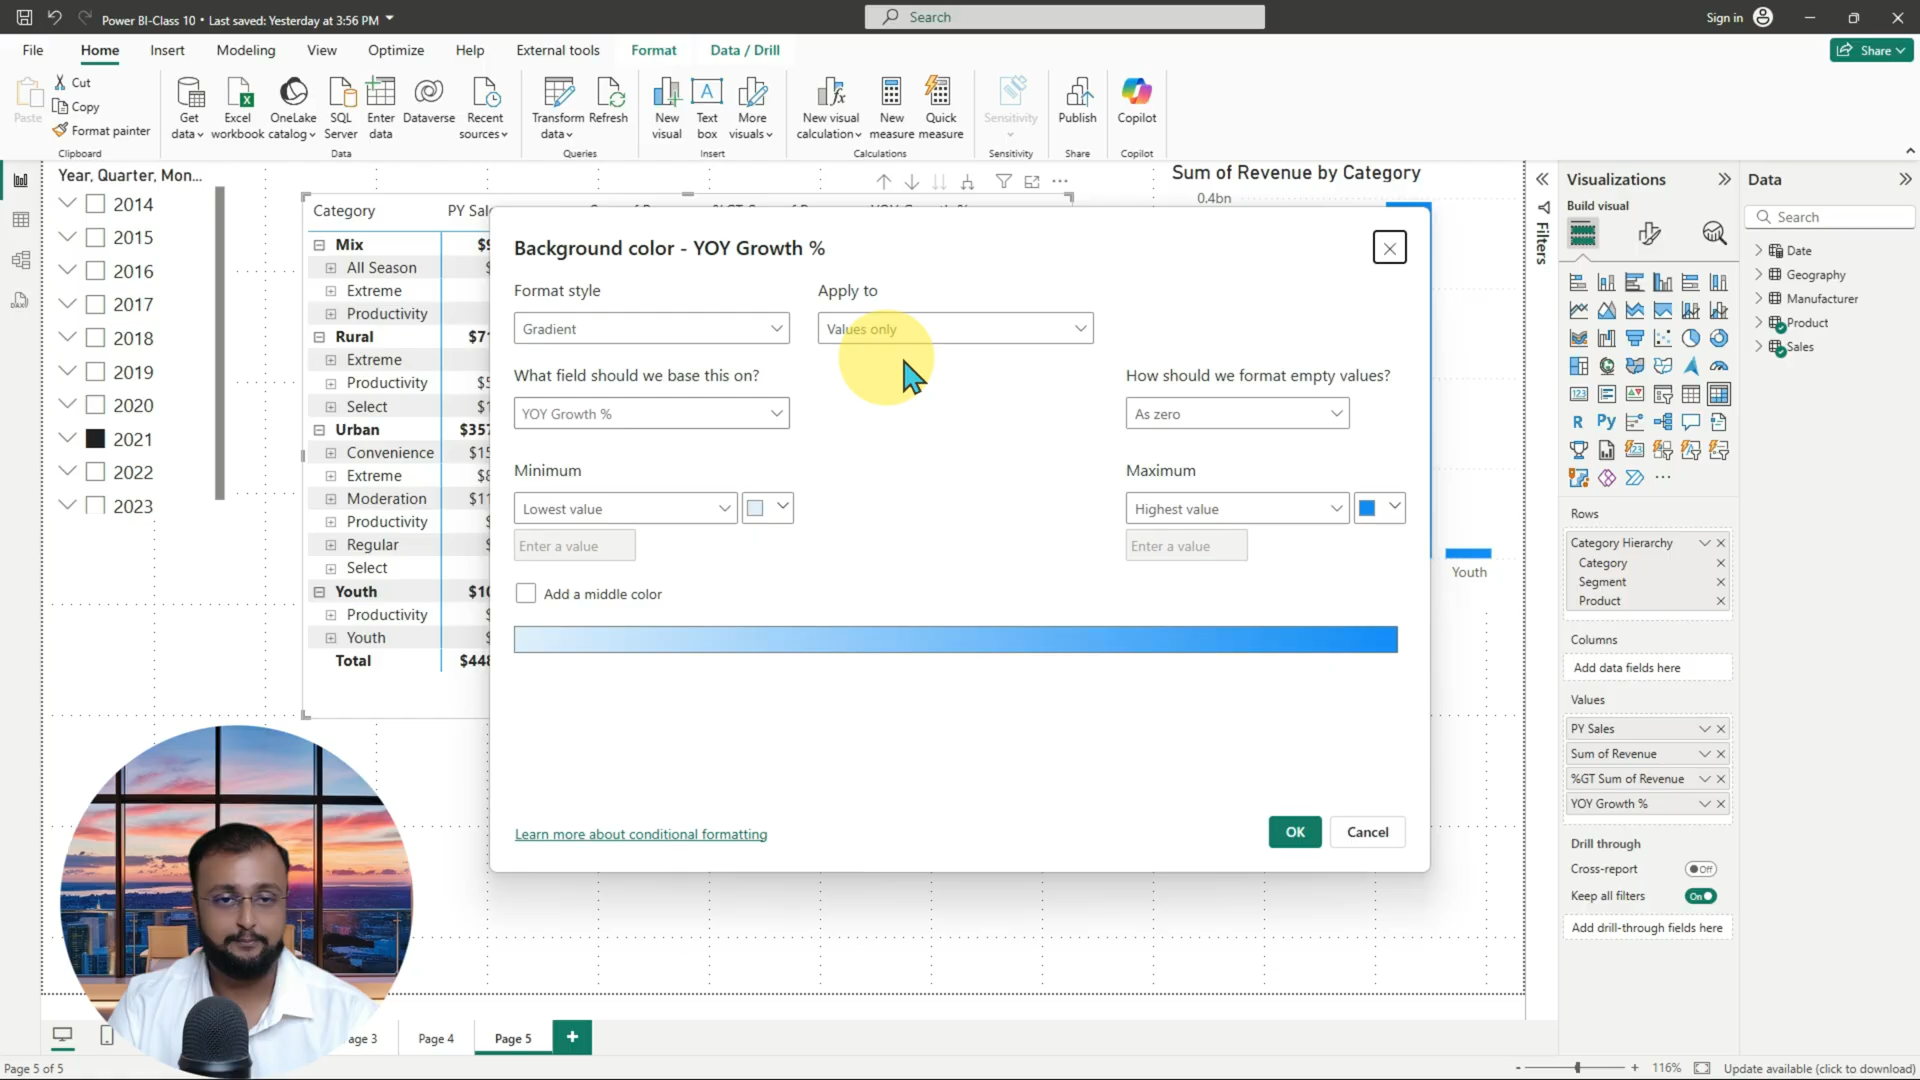 Power BI-Class 10 • Last saved: Yesterday at 3:56 PM
Search
Sign in
File
Home
Insert
Modeling
View
Optimize
Help
External tools
Format
Data / Drill
Share
Paste
Cut
Copy
Format painter
Clipboard
Get data
Excel workbook
OneLake catalog
SQL Server
Enter data
Dataverse
Recent sources
Data
Transform data
Refresh
Queries
New visual
Text box
More visuals
Insert
New visual calculation
New measure
Quick measure
Calculations
Sensitivity
Sensitivity
Publish
Share
Copilot
Copilot
Year, Quarter, Mon...
2014
2015
2016
2017
2018
2019
2020
2021
2022
2023
Category
Mix
All Season
Extreme
Productivity
Rural
Extreme
Productivity
Select
Urban
Convenience
Extreme
Moderation
Productivity
Regular
Select
Youth
Productivity
Youth
Total
Sum of Revenue by Category
0.4bn
Youth
Background color - YOY Growth %
Format style
Apply to
Gradient
Values only
What field should we base this on?
How should we format empty values?
YOY Growth %
As zero
Minimum
Maximum
Lowest value
Highest value
Enter a value
Enter a value
Add a middle color
Learn more about conditional formatting
OK
Cancel
Filters
Visualizations
Build visual
R
Py
Rows
Category Hierarchy
Category
Segment
Product
Columns
Add data fields here
Values
PY Sales
Sum of Revenue
%GT Sum of Revenue
YOY Growth %
Drill through
Cross-report
Off
Keep all filters
On
Add drill-through fields here
Data
Search
Date
Geography
Manufacturer
Product
Sales
age 3
Page 4
Page 5
Page 5 of 5
116%
Update available (click to download)